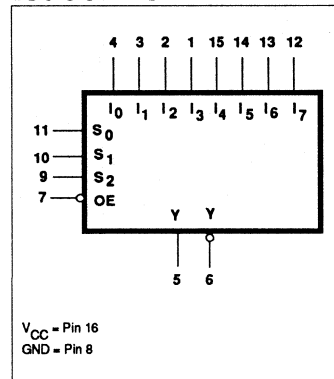 4 3 2 1 15 14 13 12
I0 I1 I2 I3 I4 I5 I6 I7
11 S0
10 S1
9 S2
7 OE
Y Y
5 6
VCC = Pin 16
GND = Pin 8